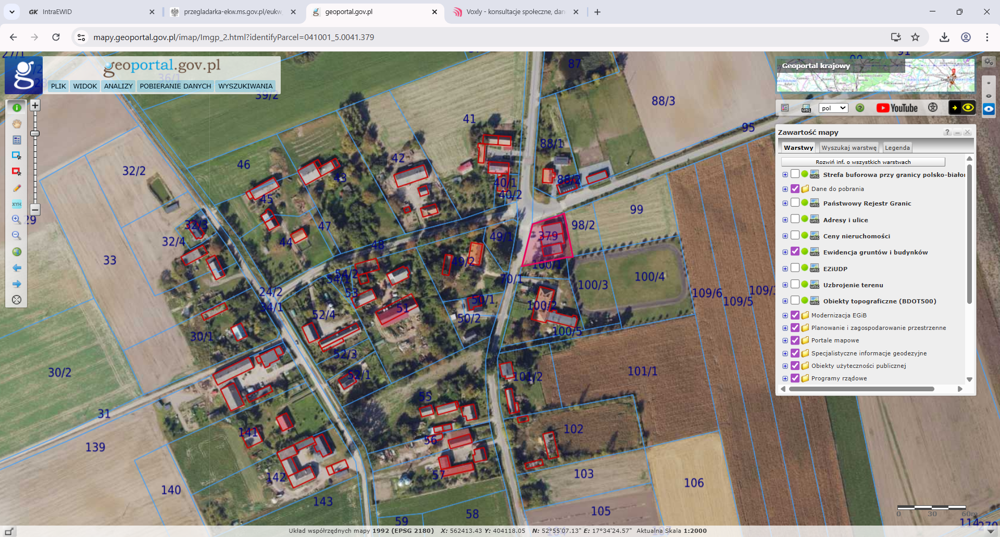 IntraEWID
przegladarka-ekw.ms.gov.pl/eukw
geoportal.gov.pl
Voxly - konsultacje społeczne, dan
mapy.geoportal.gov.pl/imap/Imgp_2.html?identifyParcel=041001_5.0041.379
geoportal.gov.pl
PLIK WIDOK ANALIZY POBIERANIE DANYCH WYSZUKIWANIA
Geoportal krajowy
pol
YouTube
Zawartość mapy
Warstwy Wyszukaj warstwę Legenda
Rozwiń inf. o wszystkich warstwach
Strefa buforowa przy granicy polsko-białor
Dane do pobrania
Państwowy Rejestr Granic
Adresy i ulice
Ceny nieruchomości
Ewidencja gruntów i budynków
EZiUDP
Uzbrojenie terenu
Obiekty topograficzne (BDOT500)
Modernizacja EGiB
Planowanie i zagospodarowanie przestrzenne
Portale mapowe
Specjalistyczne informacje geodezyjne
Obiekty użyteczności publicznej
Programy rządowe
XYH
27/1
36/1
39/2
87
88/3
41
95
88/1
46
42
32/2
43
88/2
40/1
40/2
45
99
47
98/2
29
32/3
32/4
44
48
49/1
379
33
49/2
100/1
54/2
54/1
70/1
100/3
100/4
24/2
53
109/6
109/5
34/1
51
50/1
100/2
52/4
50/2
30/1
100/5
52/3
30/2
52/1
101/2
101/1
55
31
141
56
102
139
142
57
103
106
140
143
58
105
59
114
270
0 30 60m
Układ współrzędnych mapy 1992 (EPSG 2180) X: 562413.43 Y: 404118.05 N: 52°55'07.13" E: 17°34'24.57" Aktualna Skala 1:2000